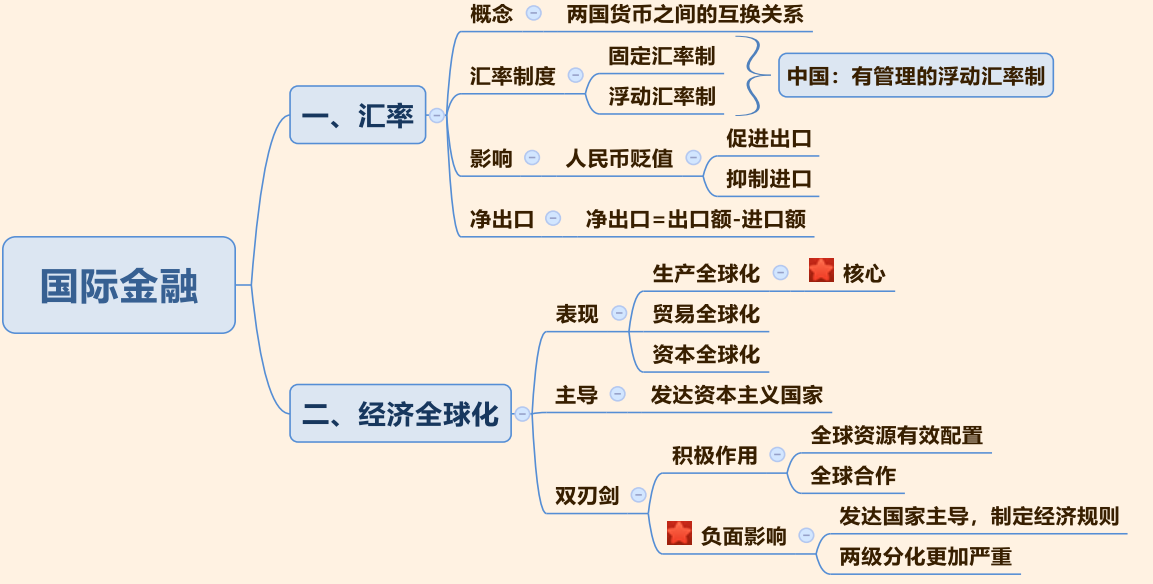 国际金融
一、汇率
概念
两国货币之间的互换关系
汇率制度
固定汇率制
浮动汇率制
中国：有管理的浮动汇率制
影响
人民币贬值
促进出口
抑制进口
净出口
净出口=出口额-进口额
二、经济全球化
表现
生产全球化
核心
贸易全球化
资本全球化
主导
发达资本主义国家
双刃剑
积极作用
全球资源有效配置
全球合作
负面影响
发达国家主导，制定经济规则
两级分化更加严重